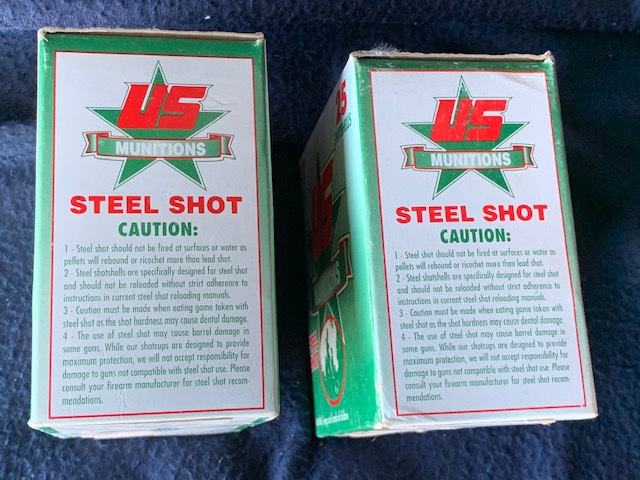 US
MUNITIONS
STEEL SHOT
CAUTION:
1 - Steel shot should not be fired at surfaces or water as
pellets will rebound or ricochet more than lead shot.
2 - Steel shotshells are specifically designed for steel shot
and should not be reloaded without strict adherence to
instructions in current steel shot reloading manuals.
3 - Caution must be made when eating game taken with
steel shot as the shot hardness may cause dental damage.
4 - The use of steel shot may cause barrel damage in
some guns. While our shotcups are designed to provide
maximum protection, we will not accept responsibility for
damage to guns not compatible with steel shot use. Please
consult your firearm manufacturer for steel shot recom-
mendations.
25
US
MUNITIONS
US
MUNITIONS
STEEL SHOT
CAUTION:
1 - Steel shot should not be fired at surfaces or water as
pellets will rebound or ricochet more than lead shot.
2 - Steel shotshells are specifically designed for steel shot
and should not be reloaded without strict adherence to
instructions in current steel shot reloading manuals.
3 - Caution must be made when eating game taken with
steel shot as the shot hardness may cause dental damage.
4 - The use of steel shot may cause barrel damage in
some guns. While our shotcups are designed to provide
maximum protection, we will not accept responsibility for
damage to guns not compatible with steel shot use. Please
consult your firearm manufacturer for steel shot recom-
mendations.